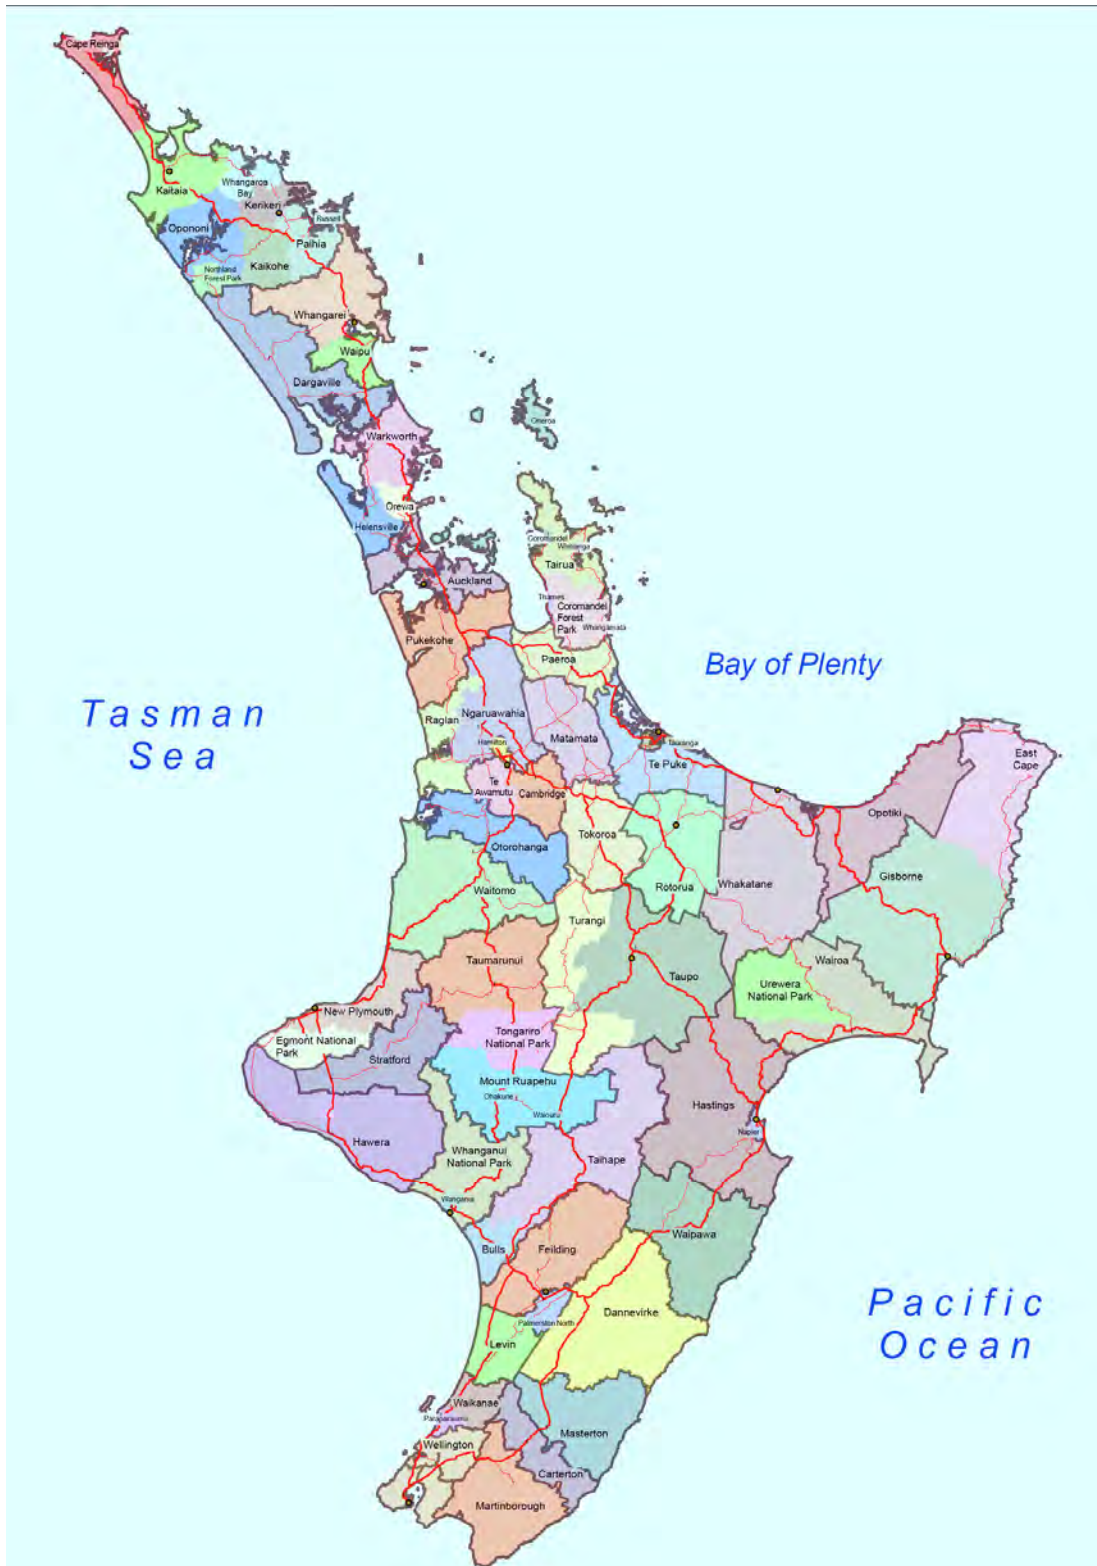 Cape Reinga
Kaitaia
Whangaroa
Bay
Kerikeri
Russell
Opononi
Paihia
Kaikohe
Northland
Forest Park
Whangarei
Waipu
Dargaville
Oneroa
Warkworth
Orewa
Helensville
Coromandel
Whitianga
Tairua
Auckland
Thames
Coromandel
Forest
Park
Whangamata
Pukekohe
Paeroa
Bay of Plenty
Tasman
Sea
Raglan
Ngaruawahia
Hamilton
Matamata
Tauranga
Te Puke
East
Cape
Te
Awamutu
Cambridge
Opotiki
Tokoroa
Otorohanga
Rotorua
Whakatane
Gisborne
Waitomo
Turangi
Taumarunui
Taupo
Wairoa
Urewera
National Park
New Plymouth
Egmont National
Park
Tongariro
National Park
Stratford
Mount Ruapehu
Ohakune
Waiouru
Hastings
Napier
Hawera
Whanganui
National Park
Taihape
Wanganui
Bulls
Feilding
Waipawa
Pacific
Ocean
Dannevirke
Palmerston North
Levin
Waikanae
Paraparaumu
Masterton
Wellington
Carterton
Martinborough